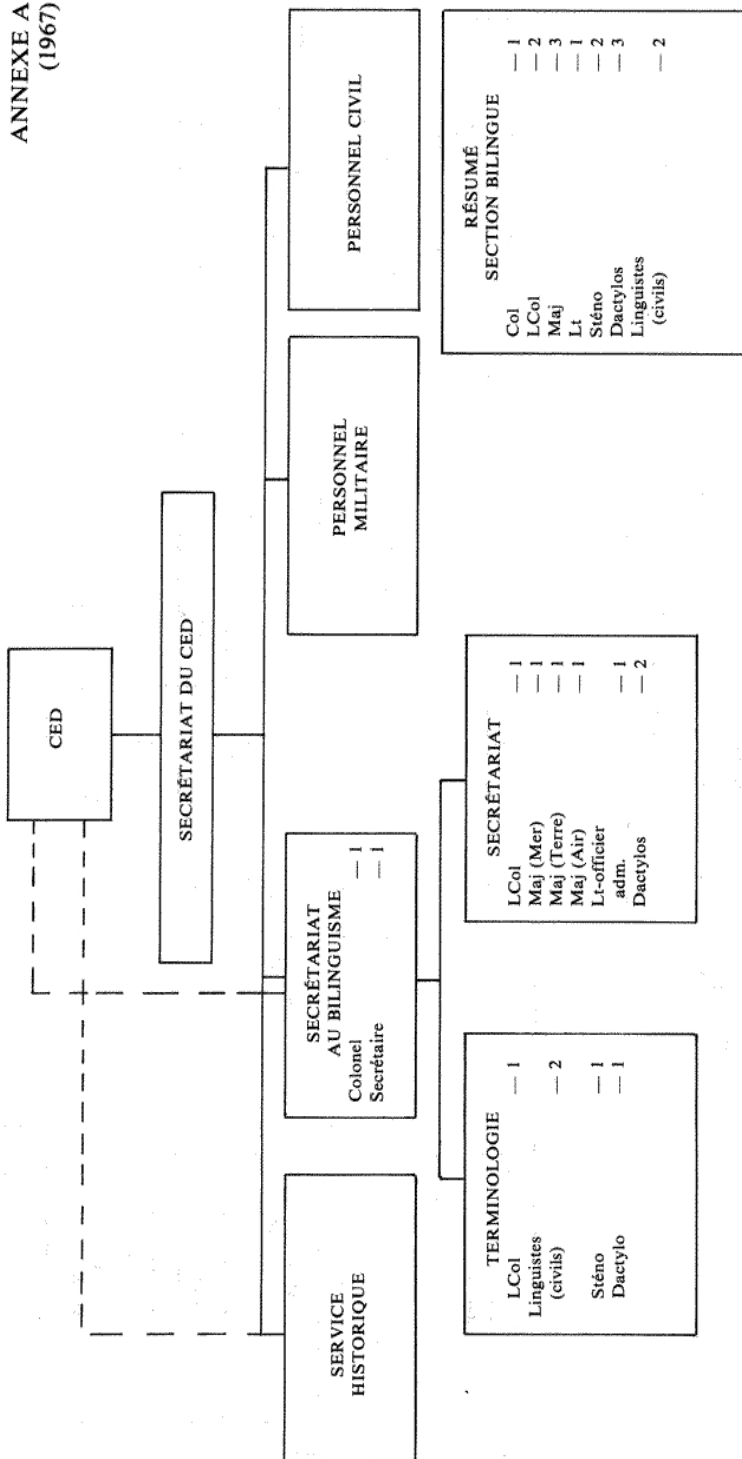 ANNEXE A
(1967)
CED
SECRÉTARIAT DU CED
SERVICE
HISTORIQUE
SECRÉTARIAT
AU BILINGUISME
Colonel — 1
Secrétaire — 1
PERSONNEL
MILITAIRE
PERSONNEL CIVIL
TERMINOLOGIE
LCol — 1
Linguistes
(civils) — 2
Sténo — 1
Dactylo — 1
SECRÉTARIAT
LCol — 1
Maj (Mer) — 1
Maj (Terre) — 1
Maj (Air) — 1
Lt-officier
adm. — 1
Dactylos — 2
RÉSUMÉ
SECTION BILINGUE
Col — 1
LCol — 2
Maj — 3
Lt — 1
Sténo — 2
Dactylos — 3
Linguistes
(civils) — 2